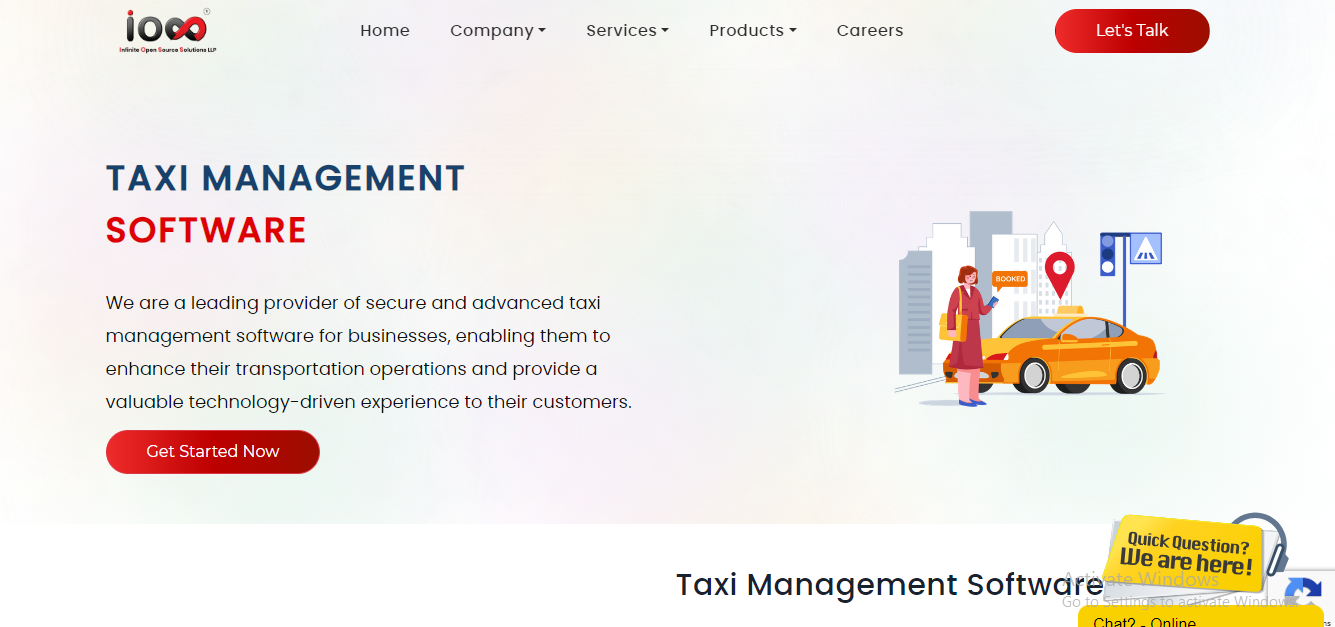 ioss
Infinite Open Source Solutions LLP
Home Company Services Products Careers Let's Talk
TAXI MANAGEMENT
SOFTWARE
We are a leading provider of secure and advanced taxi
management software for businesses, enabling them to
enhance their transportation operations and provide a
valuable technology-driven experience to their customers.
Get Started Now
BOOKED
Quick Question?
We are here!
Taxi Management Software
Activate Windows
Go to Settings to activate Windows.
Chat2 - Online